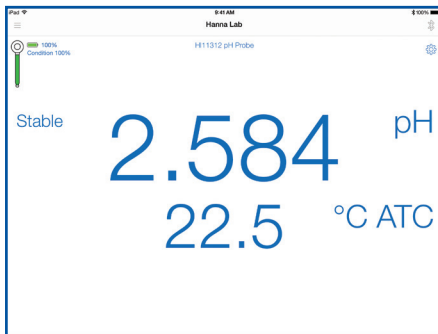 iPad 9:41 AM 100%
Hanna Lab
100%
Condition 100%
HI11312 pH Probe
Stable
2.584 pH
22.5 °C ATC